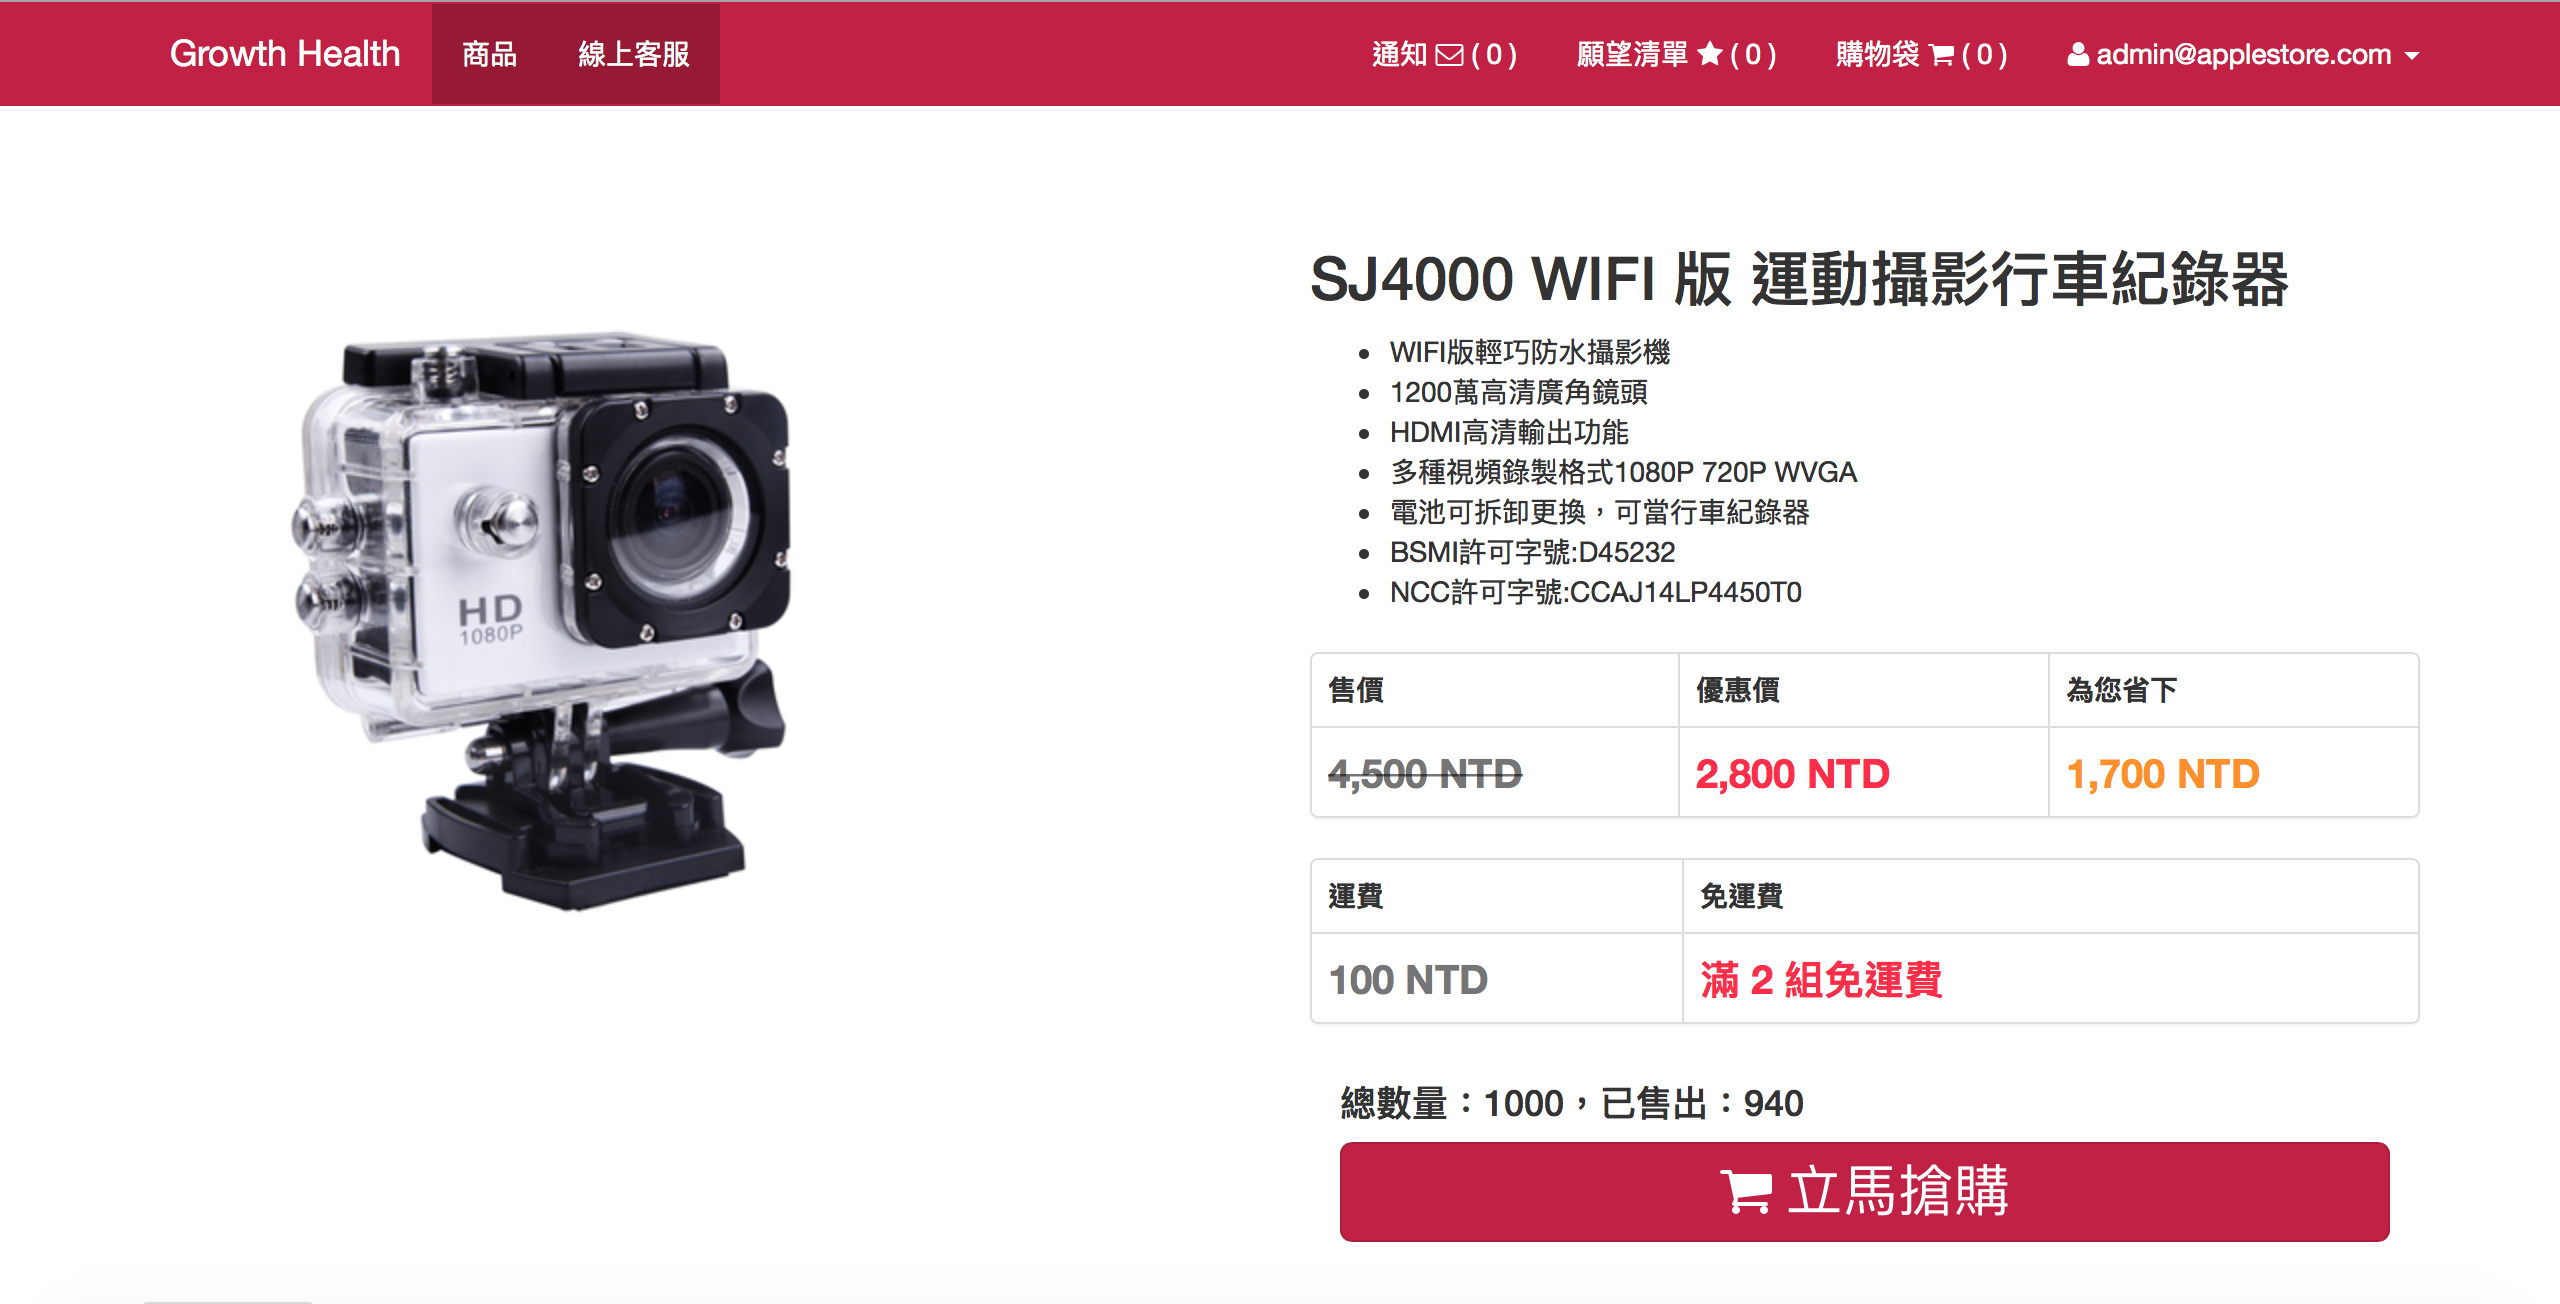 Growth Health 商品 線上客服 通知 ( 0 ) 願望清單 ( 0 ) 購物袋 ( 0 ) admin@applestore.com
SJ4000 WIFI 版 運動攝影行車紀錄器
WIFI版輕巧防水攝影機
1200萬高清廣角鏡頭
HDMI高清輸出功能
多種視頻錄製格式1080P 720P WVGA
電池可拆卸更換，可當行車紀錄器
BSMI許可字號:D45232
NCC許可字號:CCAJ14LP4450T0
HD
1080P
售價 優惠價 為您省下
4,500 NTD 2,800 NTD 1,700 NTD
運費 免運費
100 NTD 滿 2 組免運費
總數量：1000，已售出：940
立馬搶購